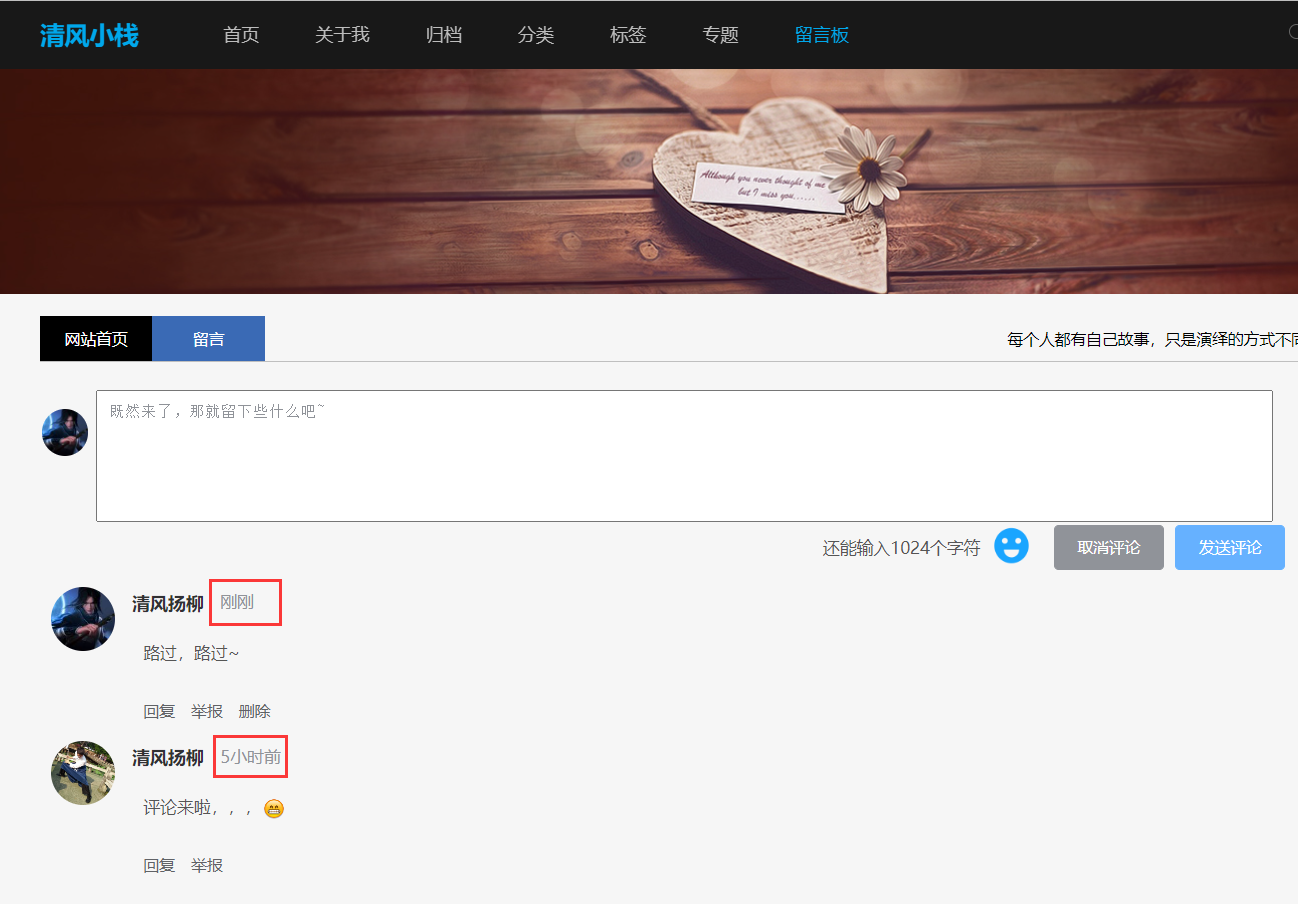 清风小栈 首页 关于我 归档 分类 标签 专题 留言板
Although you never thought of me
but I miss you......
网站首页 留言 每个人都有自己故事，只是演绎的方式不同
既然来了，那就留下些什么吧~
还能输入1024个字符 取消评论 发送评论
清风扬柳 刚刚
路过，路过~
回复 举报 删除
清风扬柳 5小时前
评论来啦，，，😁
回复 举报